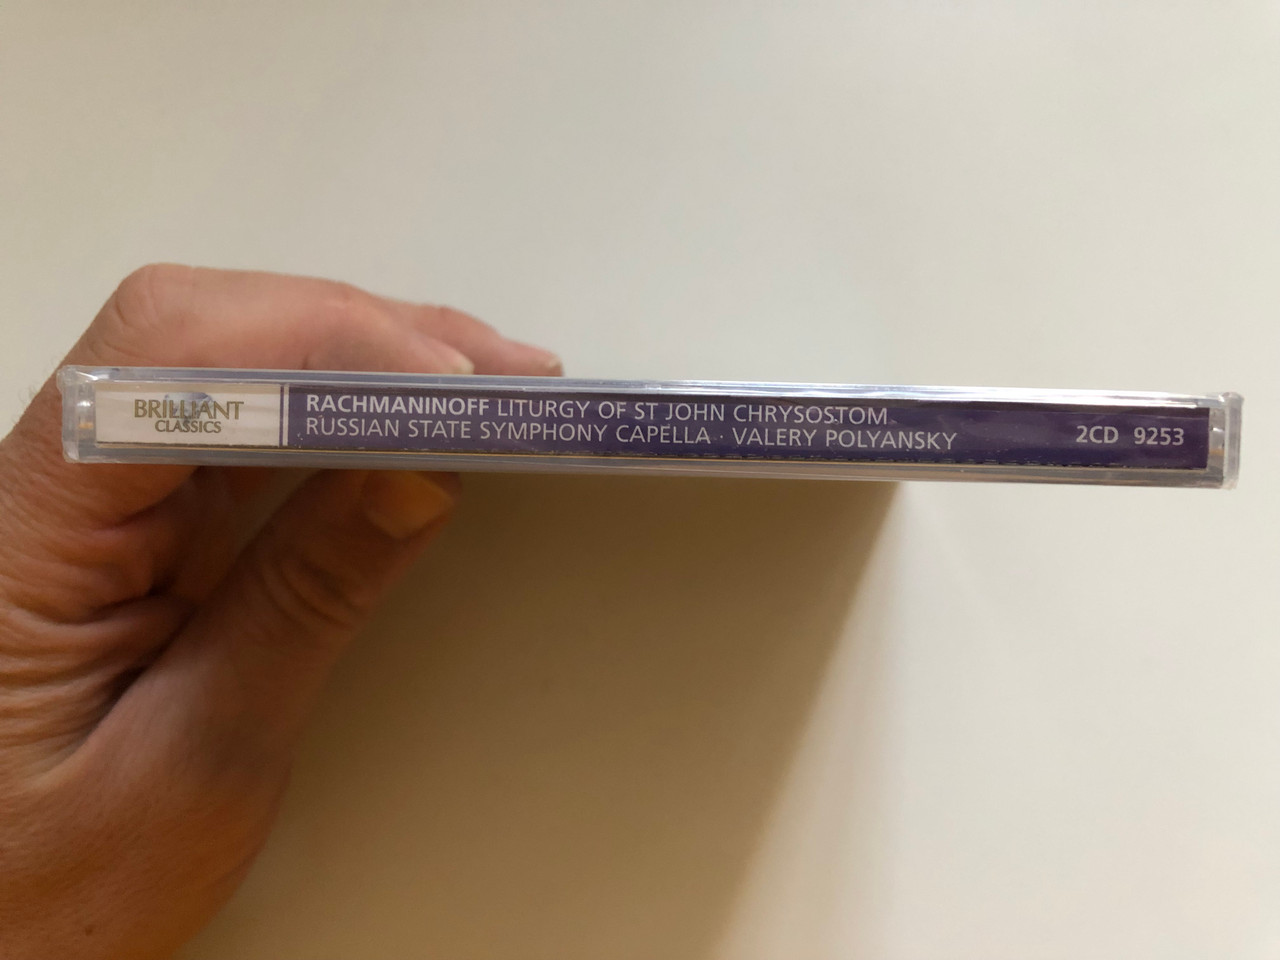 BRILLIANT
CLASSICS
RACHMANINOFF LITURGY OF ST JOHN CHRYSOSTOM
RUSSIAN STATE SYMPHONY CAPELLA · VALERY POLYANSKY
2CD 9253